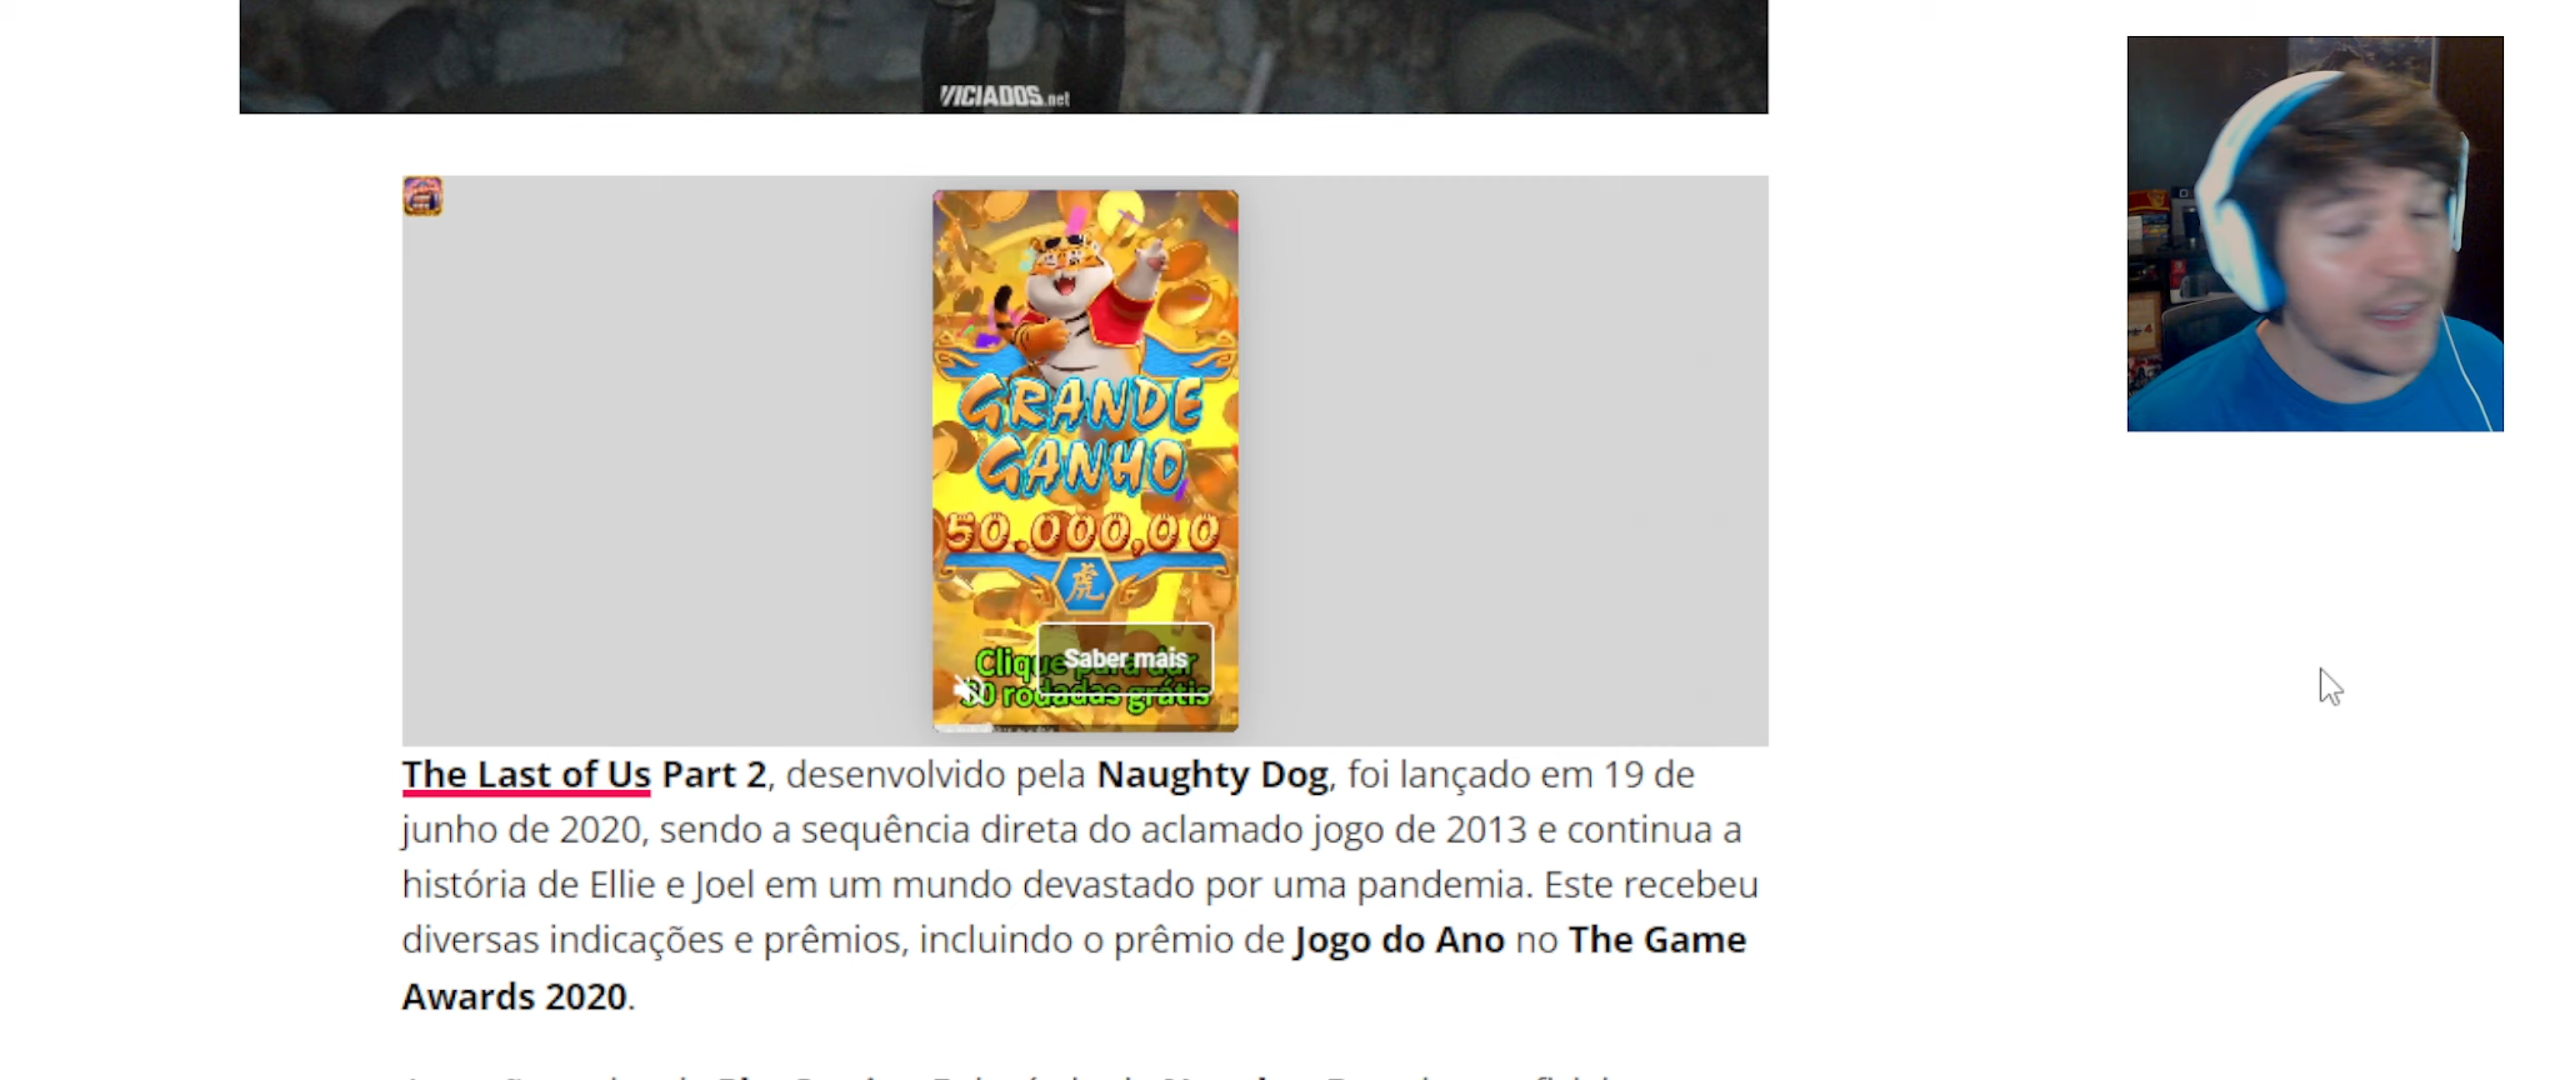 VICIADOS.net
GRANDE
GANHO
50.000,00
虎
Saber mais
rodadas grátis
The Last of Us Part 2, desenvolvido pela Naughty Dog, foi lançado em 19 de
junho de 2020, sendo a sequência direta do aclamado jogo de 2013 e continua a
história de Ellie e Joel em um mundo devastado por uma pandemia. Este recebeu
diversas indicações e prêmios, incluindo o prêmio de Jogo do Ano no The Game
Awards 2020.